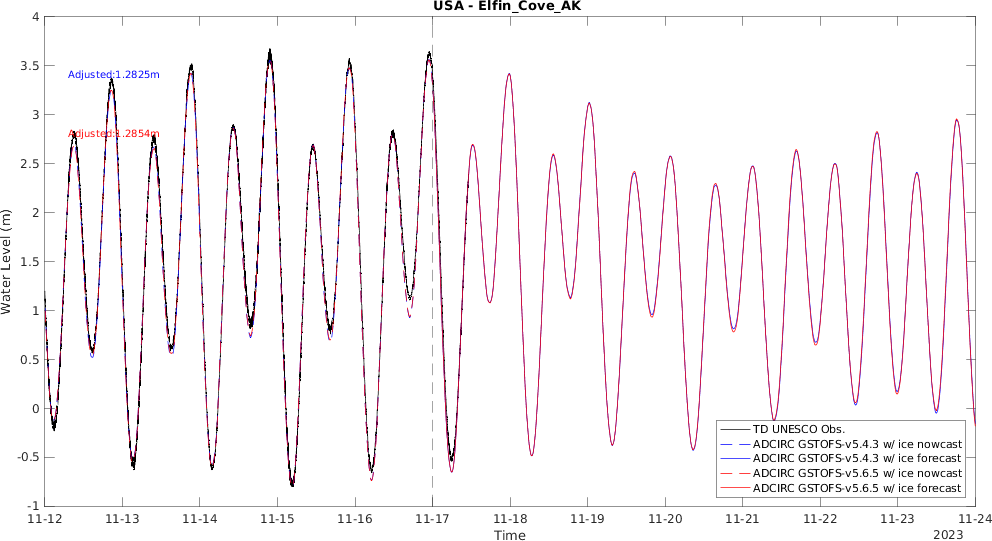 USA - Elfin_Cove_AK
4
3.5
3
2.5
2
1.5
1
0.5
0
-0.5
-1
Water Level (m)
Adjusted:1.2825m
Adjusted:1.2854m
TD UNESCO Obs.
ADCIRC GSTOFS-v5.4.3 w/ ice nowcast
ADCIRC GSTOFS-v5.4.3 w/ ice forecast
ADCIRC GSTOFS-v5.6.5 w/ ice nowcast
ADCIRC GSTOFS-v5.6.5 w/ ice forecast
11-12 11-13 11-14 11-15 11-16 11-17 11-18 11-19 11-20 11-21 11-22 11-23 11-24
Time
2023